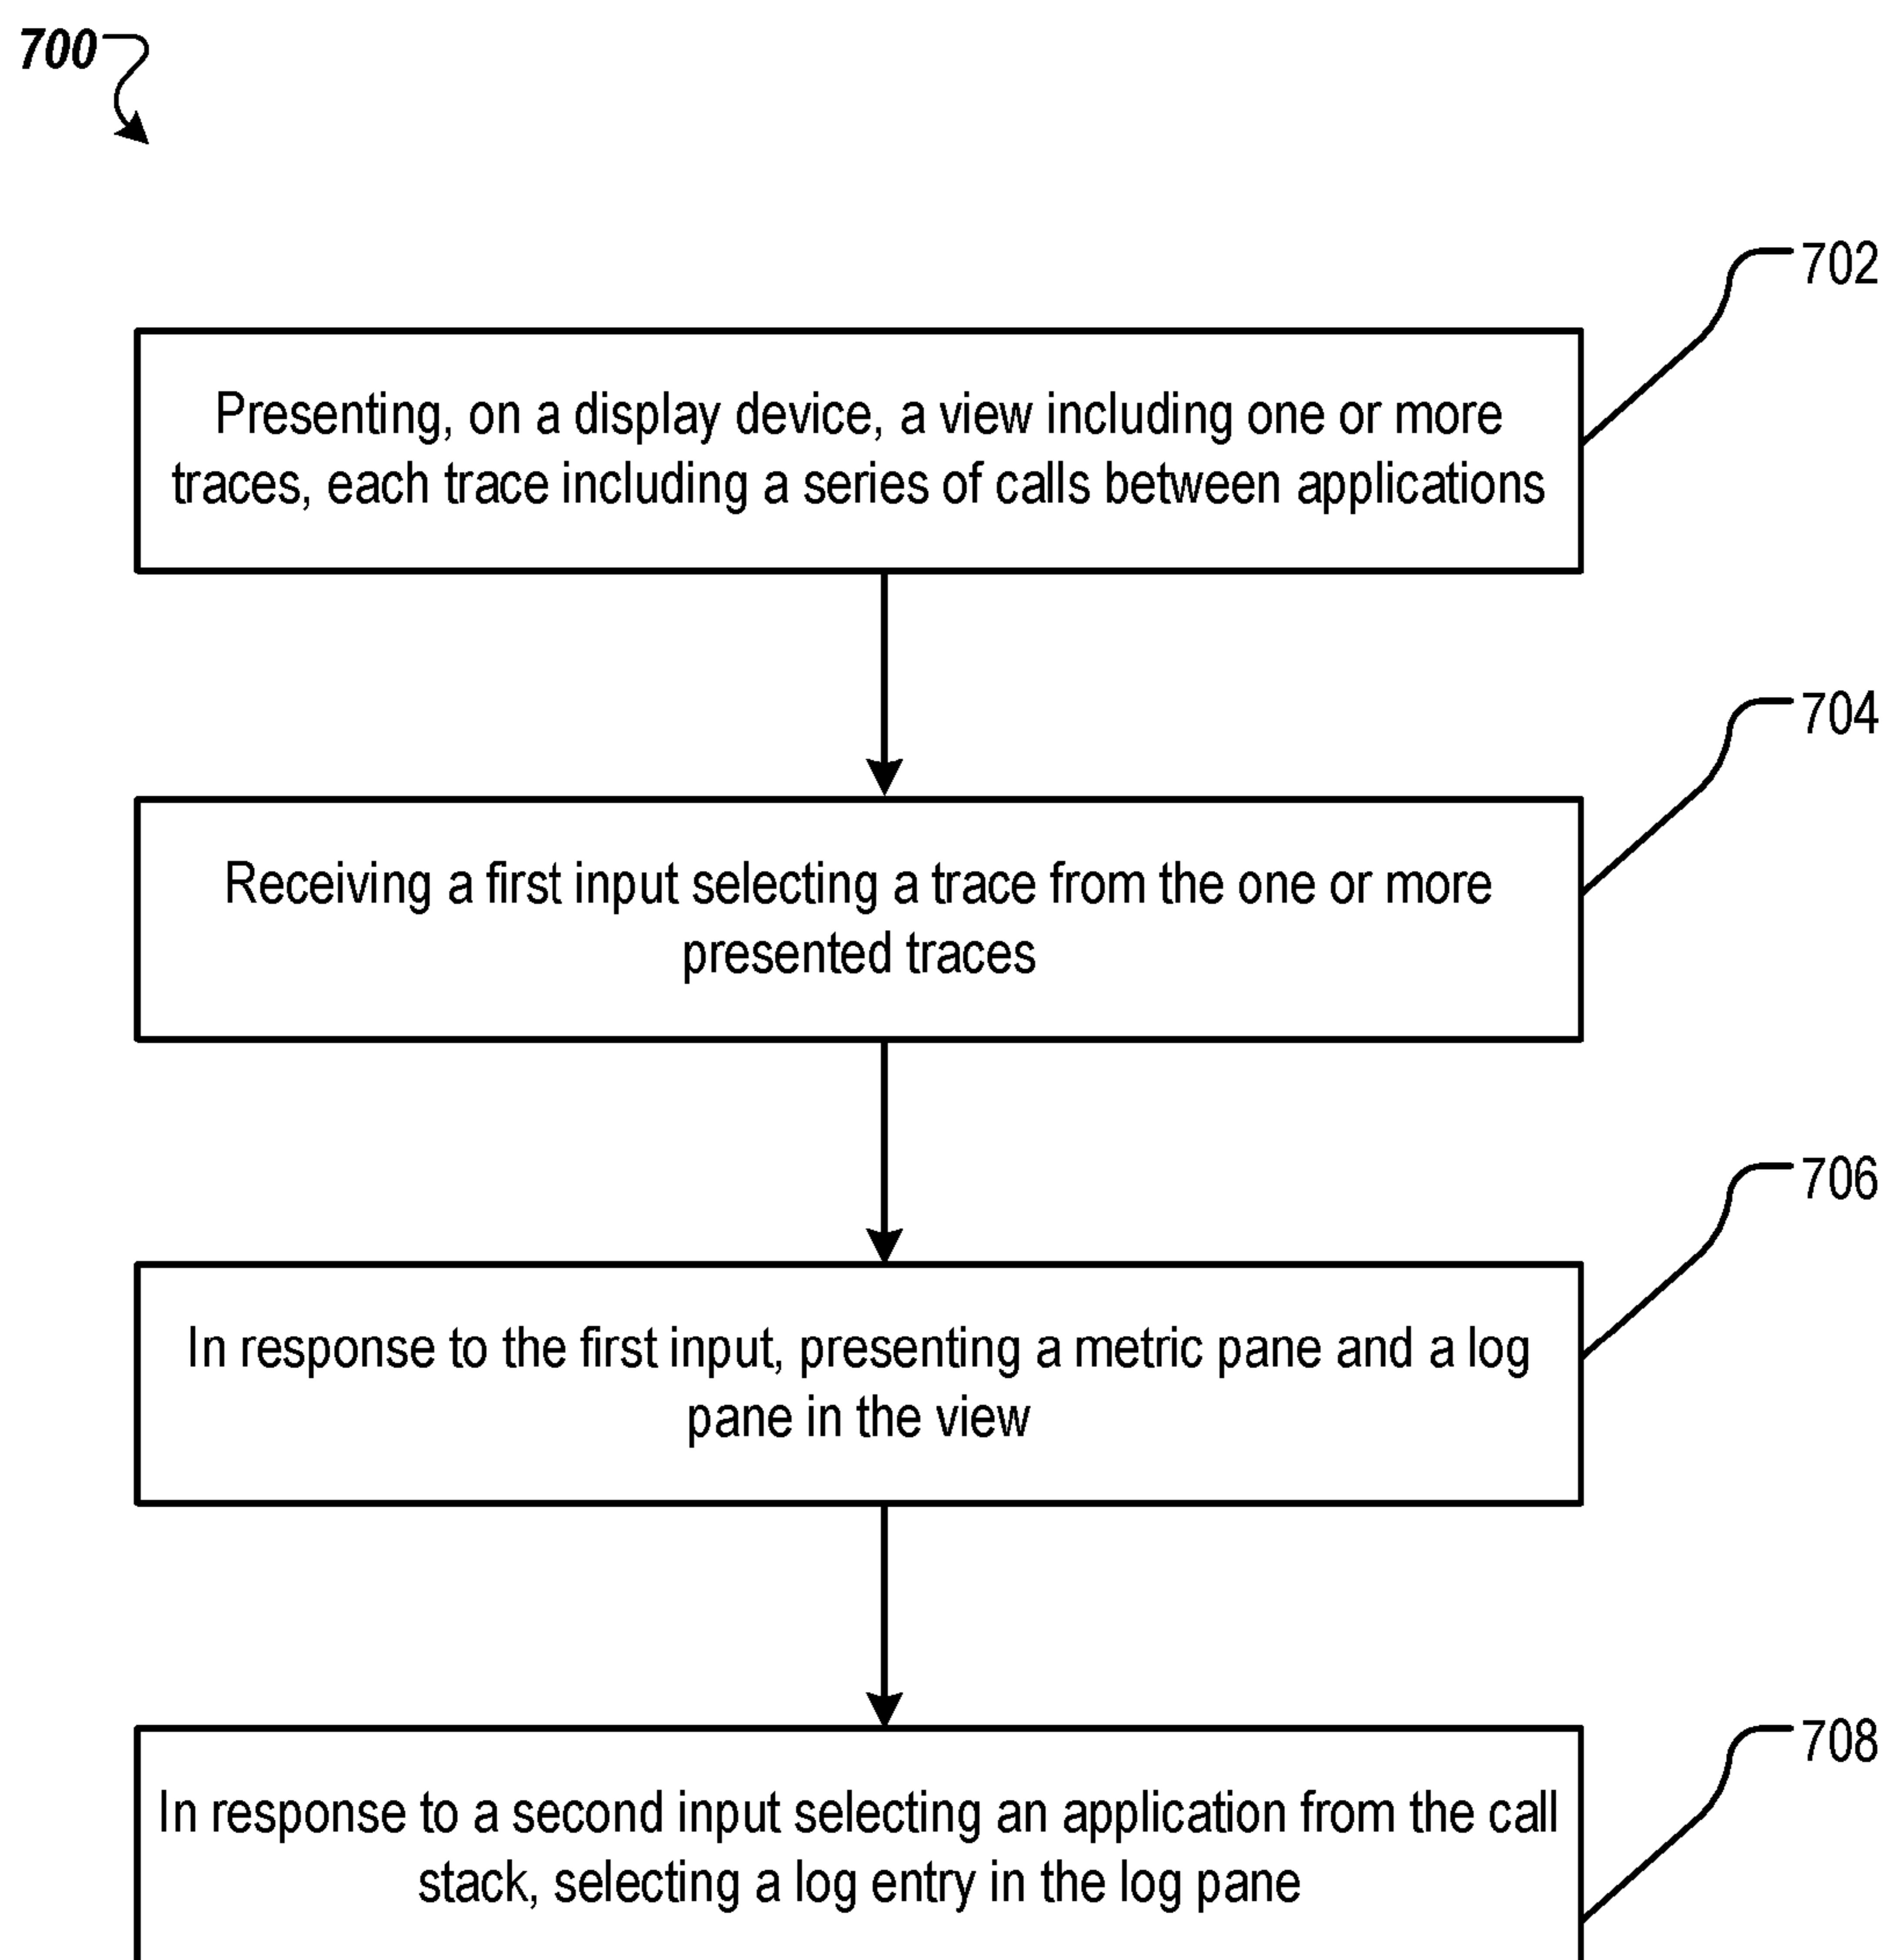 700
702
Presenting, on a display device, a view including one or more
traces, each trace including a series of calls between applications
704
Receiving a first input selecting a trace from the one or more
presented traces
706
In response to the first input, presenting a metric pane and a log
pane in the view
708
In response to a second input selecting an application from the call
stack, selecting a log entry in the log pane